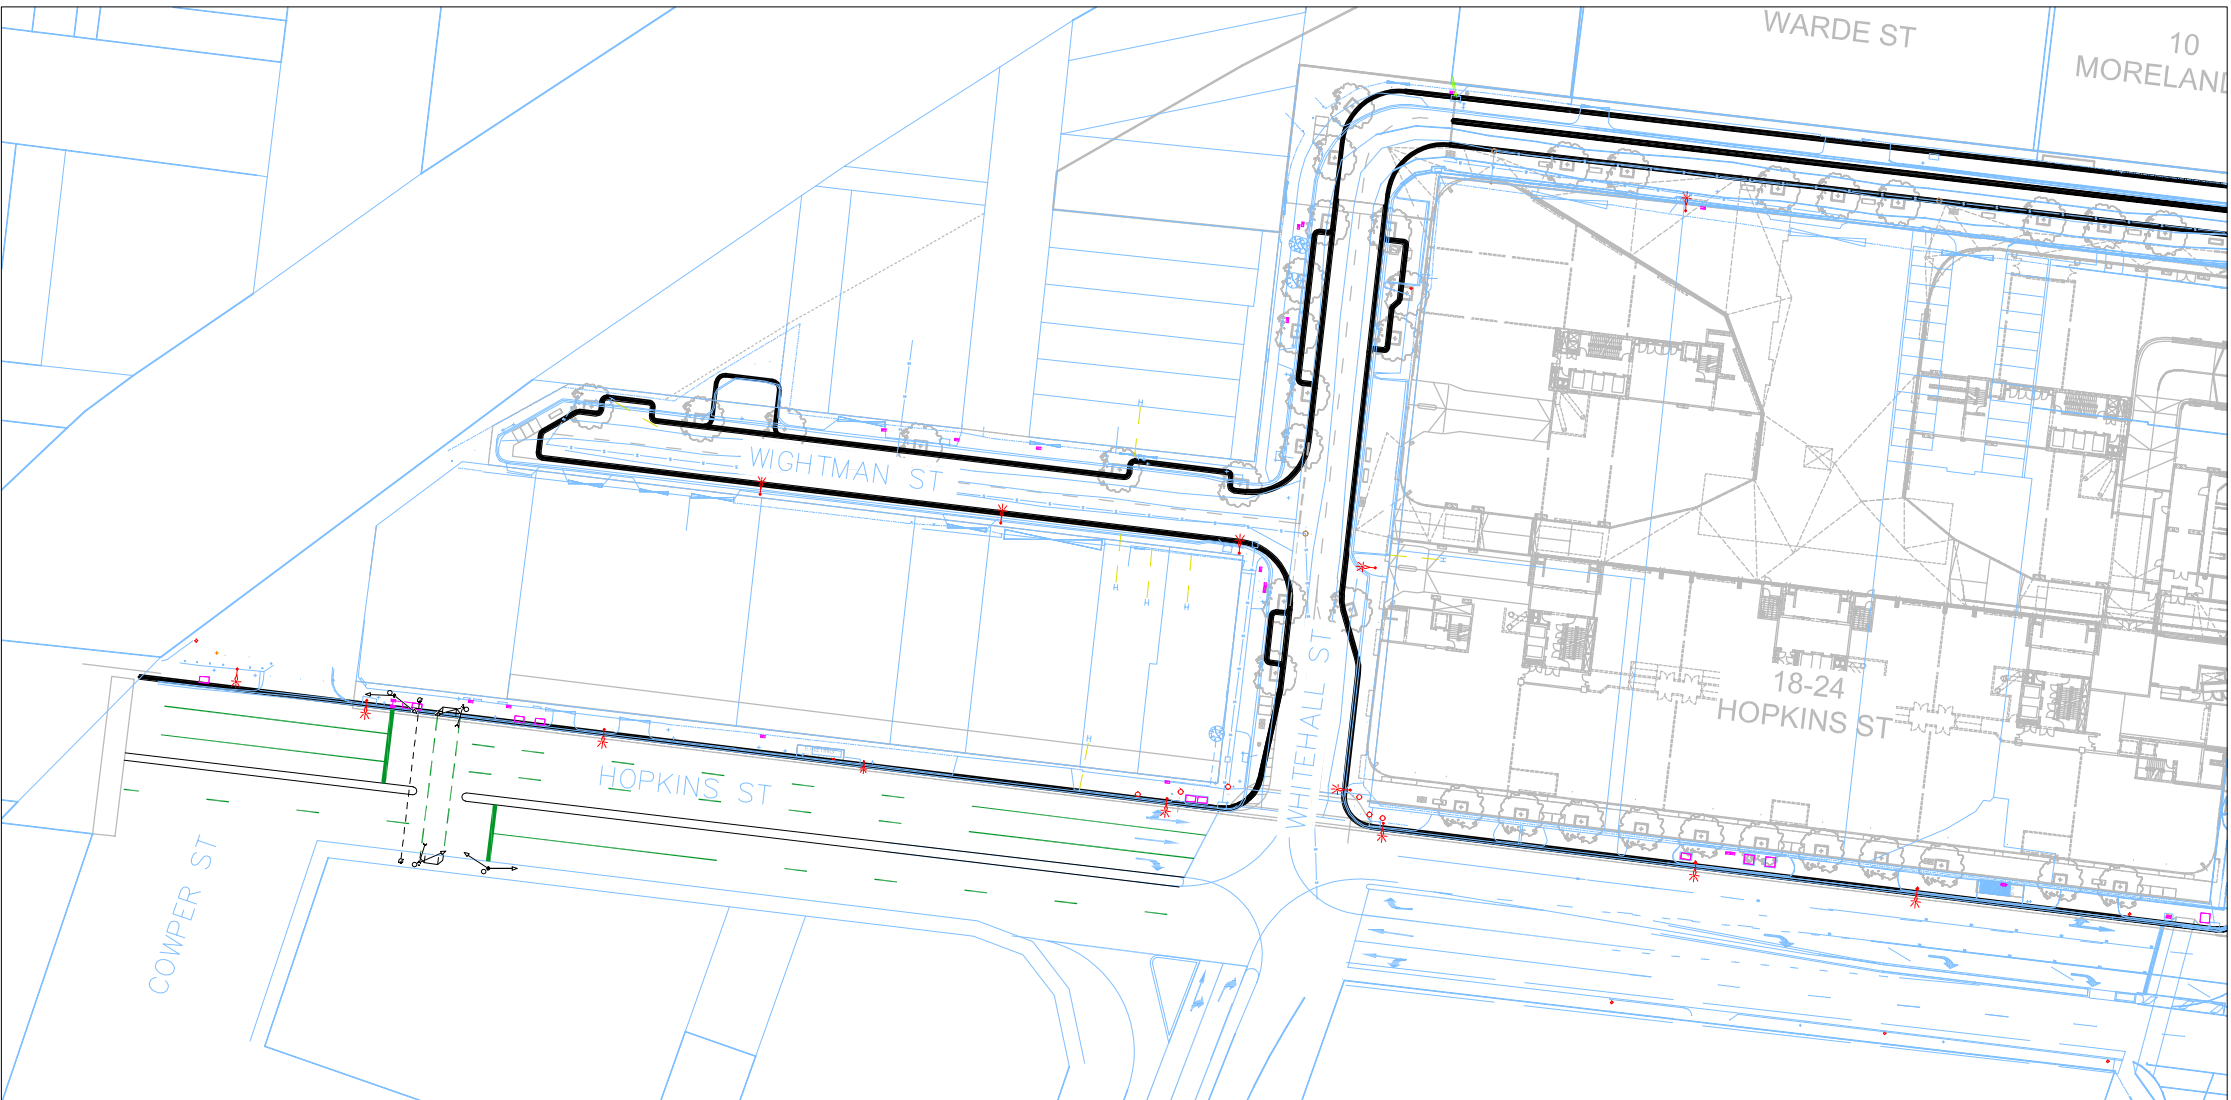 WARDE ST
10
MORELAND
WIGHTMAN ST
WHITEHALL ST
18-24
HOPKINS ST
HOPKINS ST
COWPER ST